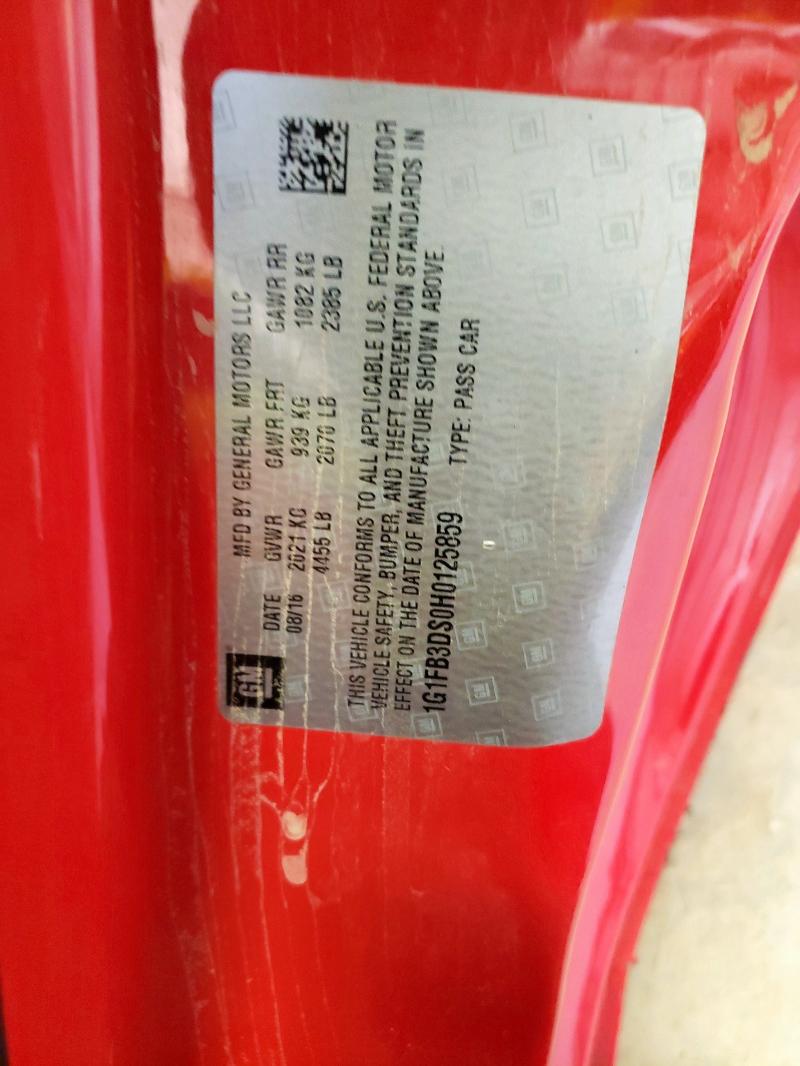 GM
MFD BY GENERAL MOTORS LLC
DATE GVWR GAWR FRT GAWR RR
08/16 2021 KG 939 KG 1082 KG
4455 LB 2070 LB 2385 LB
THIS VEHICLE CONFORMS TO ALL APPLICABLE U.S. FEDERAL MOTOR
VEHICLE SAFETY, BUMPER, AND THEFT PREVENTION STANDARDS IN
EFFECT ON THE DATE OF MANUFACTURE SHOWN ABOVE.
1G1FB3DS0H0125859 TYPE: PASS CAR